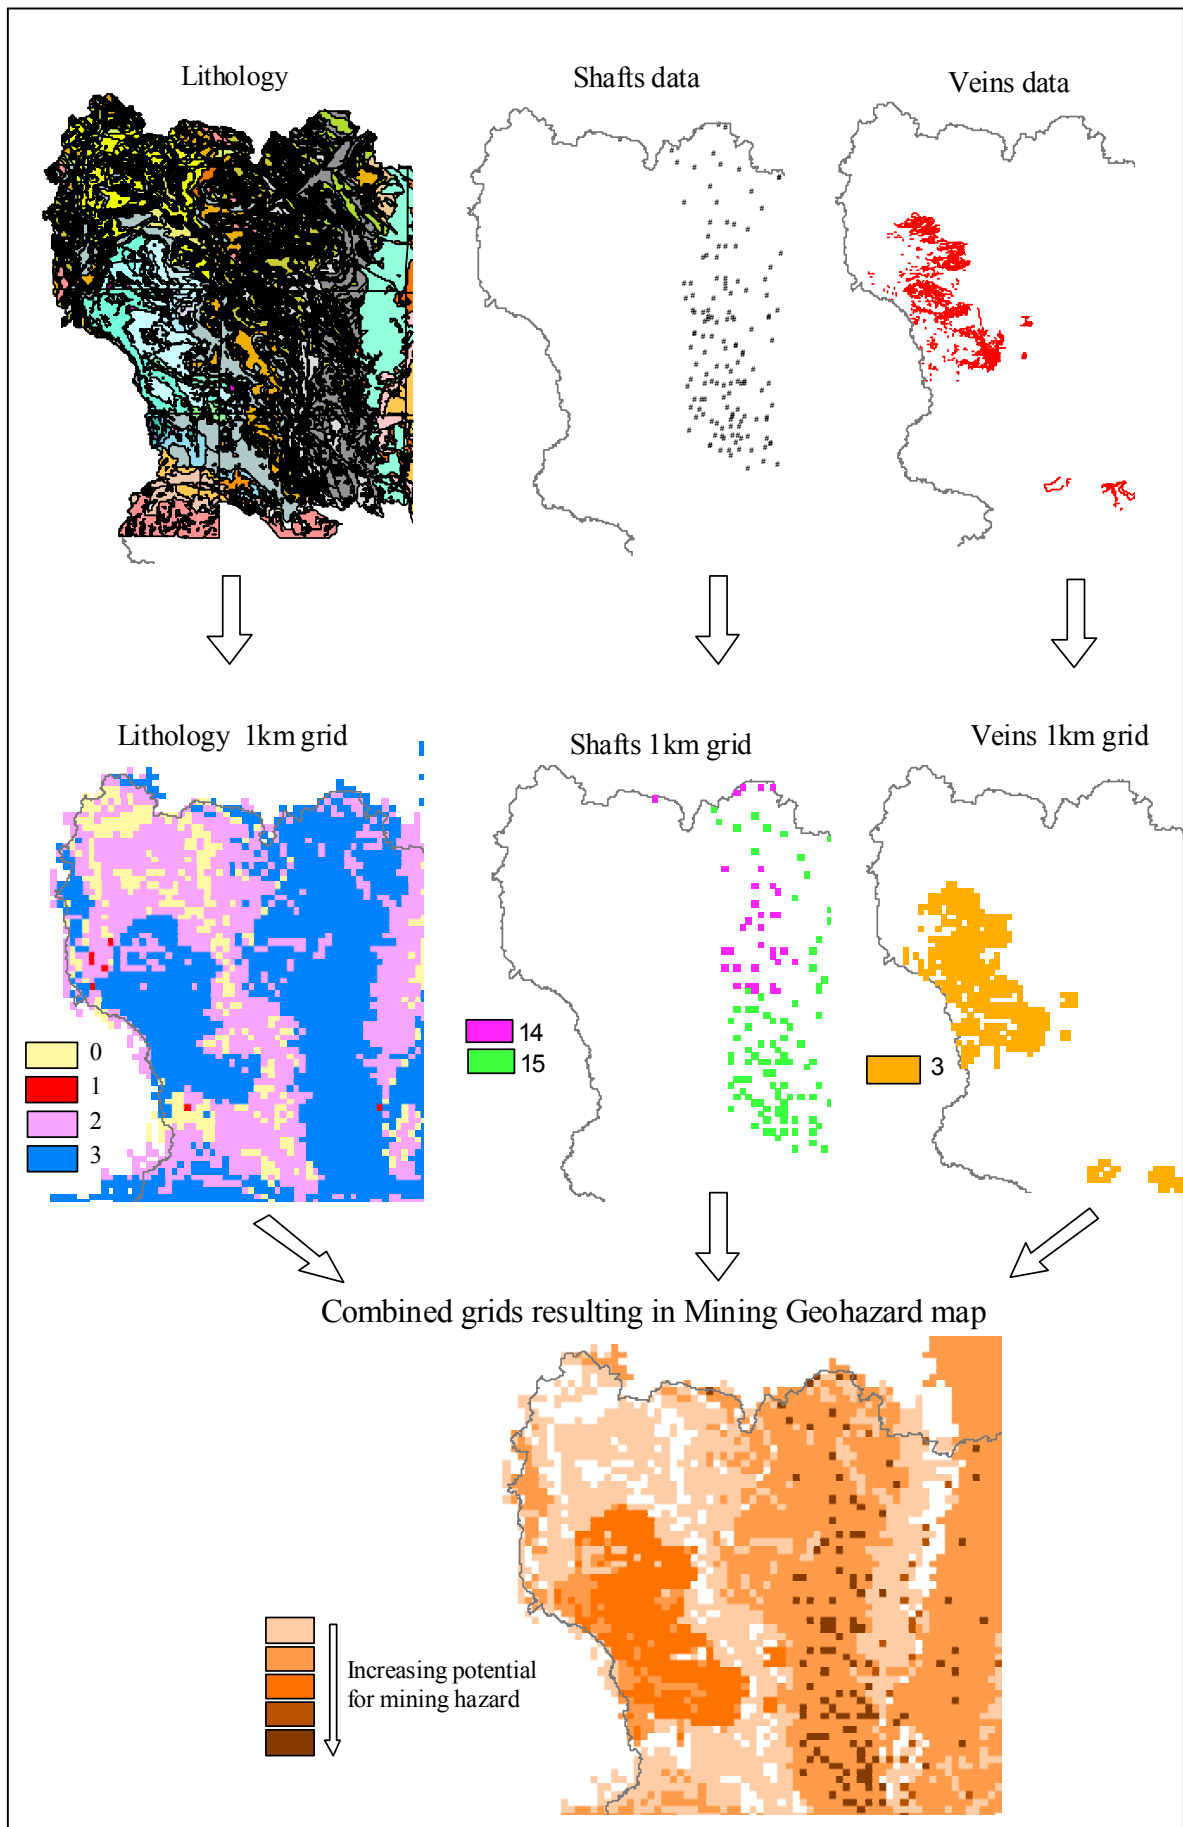 Lithology
Shafts data
Veins data
Lithology 1km grid
Shafts 1km grid
Veins 1km grid
0
1
2
3
14
15
3
Combined grids resulting in Mining Geohazard map
Increasing potential
for mining hazard